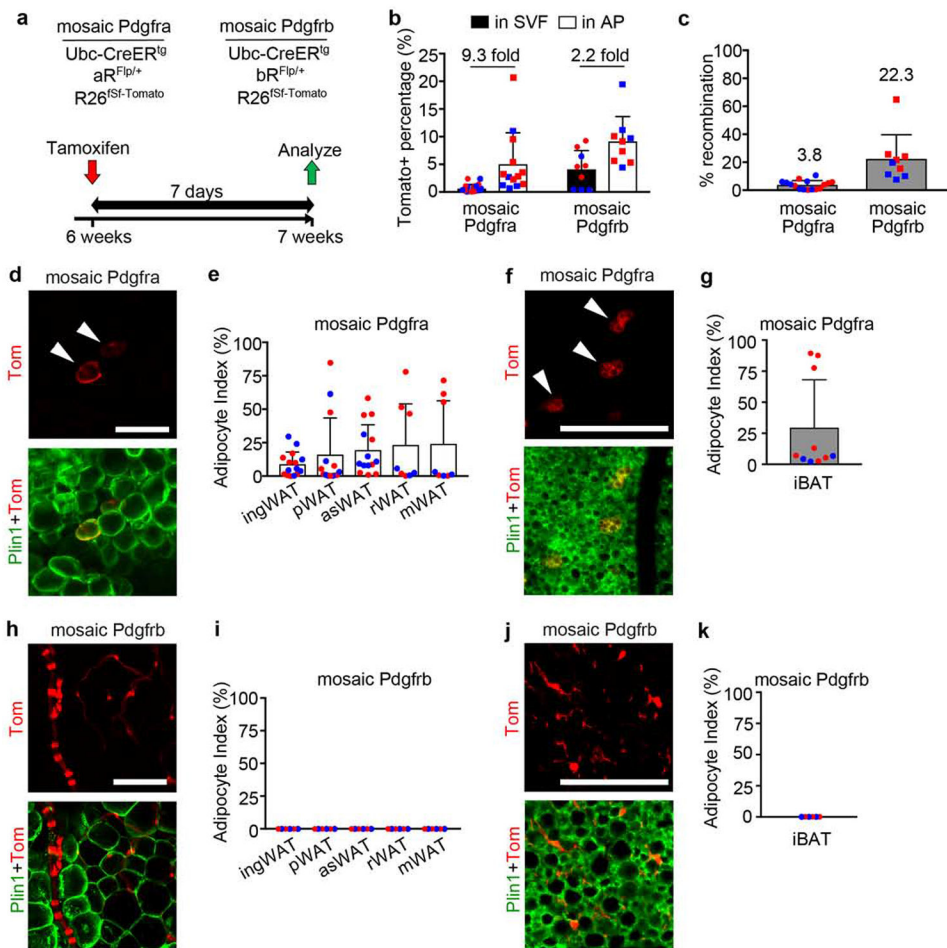 a
mosaic Pdgfra
Ubc-CreERtg
aRFlp/+
R26fSf-Tomato
mosaic Pdgfrb
Ubc-CreERtg
bRFlp/+
R26fSf-Tomato
Tamoxifen
Analyze
7 days
6 weeks
7 weeks
b
in SVF
in AP
9.3 fold
2.2 fold
Tomato+ percentage (%)
25
20
15
10
5
0
mosaic
Pdgfra
mosaic
Pdgfrb
c
% recombination
100
80
60
40
20
0
3.8
22.3
mosaic
Pdgfra
mosaic
Pdgfrb
d
mosaic Pdgfra
Tom
Plin1+Tom
e
mosaic Pdgfra
Adipocyte Index (%)
100
75
50
25
0
ingWAT
pWAT
asWAT
rWAT
mWAT
f
mosaic Pdgfra
Tom
Plin1+Tom
g
mosaic Pdgfra
Adipocyte Index (%)
100
75
50
25
0
iBAT
h
mosaic Pdgfrb
Tom
Plin1+Tom
i
mosaic Pdgfrb
Adipocyte Index (%)
100
75
50
25
0
ingWAT
pWAT
asWAT
rWAT
mWAT
j
mosaic Pdgfrb
Tom
Plin1+Tom
k
mosaic Pdgfrb
Adipocyte Index (%)
100
75
50
25
0
iBAT